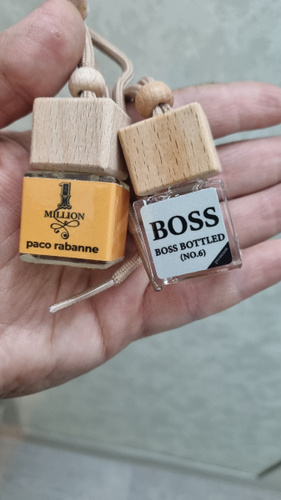 1
MILLION
paco rabanne
BOSS
BOSS BOTTLED
(NO.6)